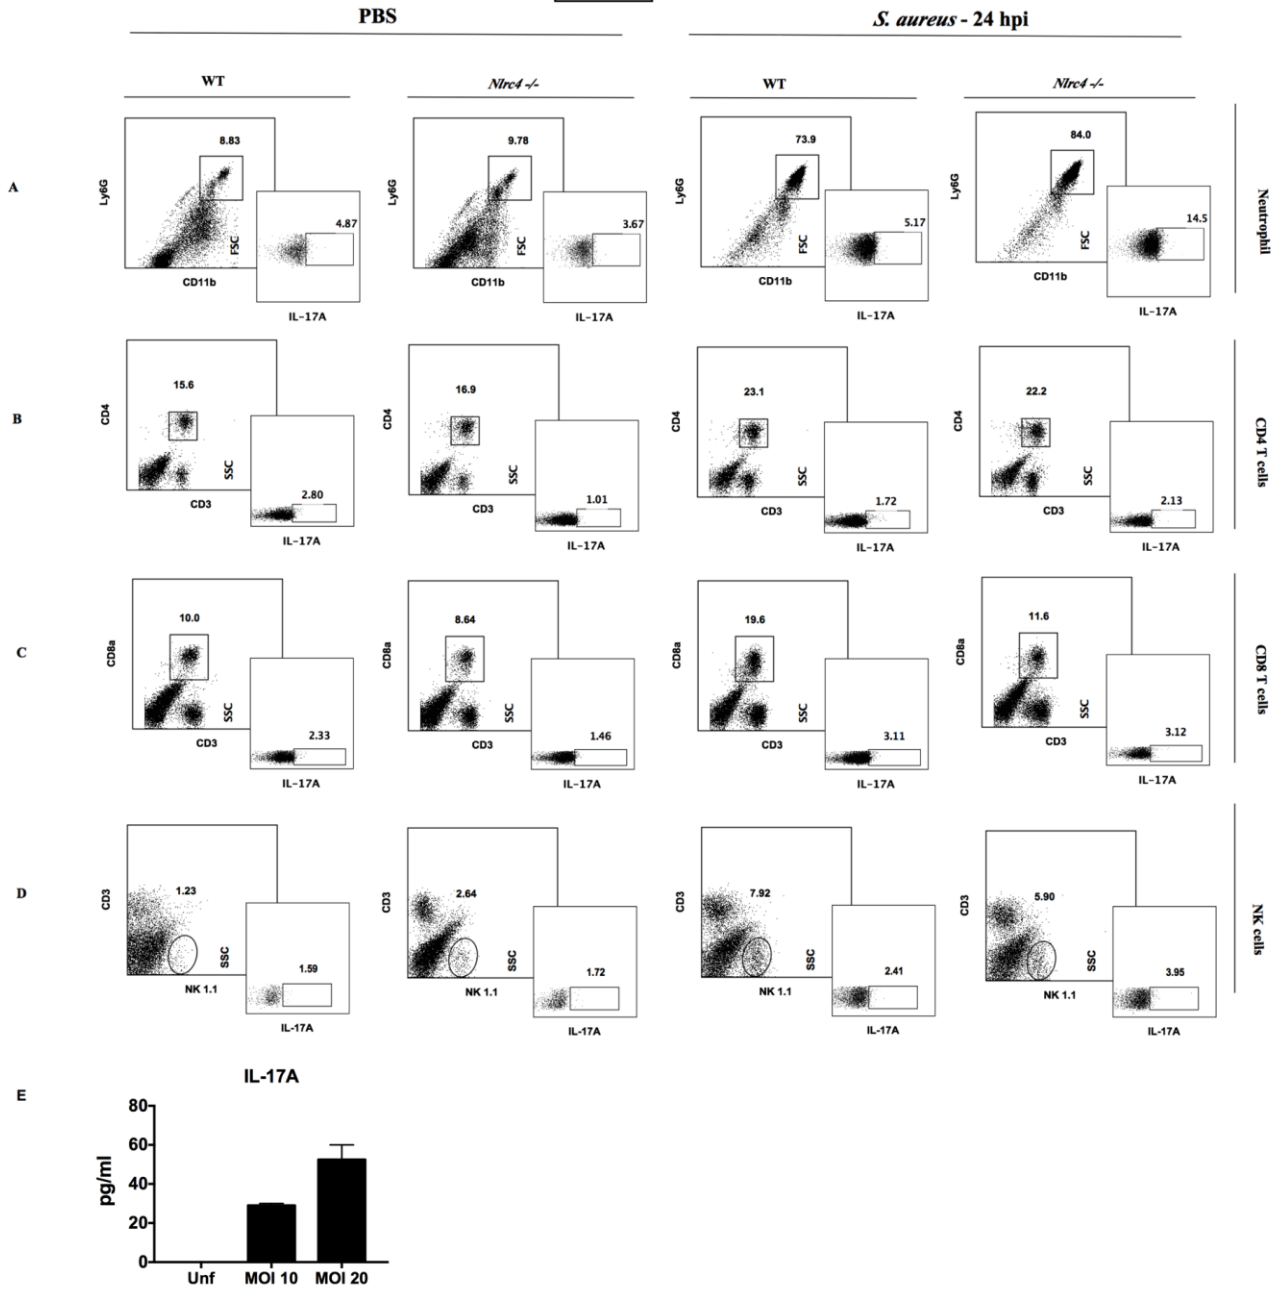 PBS
S. aureus - 24 hpi
WT
Nlrc4 -/-
WT
Nlrc4 -/-
A
8.83
Ly6G
CD11b
FSC
4.87
IL-17A
9.78
Ly6G
CD11b
FSC
3.67
IL-17A
73.9
Ly6G
CD11b
FSC
5.17
IL-17A
84.0
Ly6G
CD11b
FSC
14.5
IL-17A
Neutrophil
B
15.6
CD4
CD3
SSC
2.80
IL-17A
16.9
CD4
CD3
SSC
1.01
IL-17A
23.1
CD4
CD3
SSC
1.72
IL-17A
22.2
CD4
CD3
SSC
2.13
IL-17A
CD4 T cells
C
10.0
CD8a
CD3
SSC
2.33
IL-17A
8.64
CD8a
CD3
SSC
1.46
IL-17A
19.6
CD8a
CD3
SSC
3.11
IL-17A
11.6
CD8a
CD3
SSC
3.12
IL-17A
CD8 T cells
D
1.23
CD3
NK 1.1
SSC
1.59
IL-17A
2.64
CD3
NK 1.1
SSC
1.72
IL-17A
7.92
CD3
NK 1.1
SSC
2.41
IL-17A
5.90
CD3
NK 1.1
SSC
3.95
IL-17A
NK cells
E
IL-17A
pg/ml
80
60
40
20
0
Unf MOI 10 MOI 20